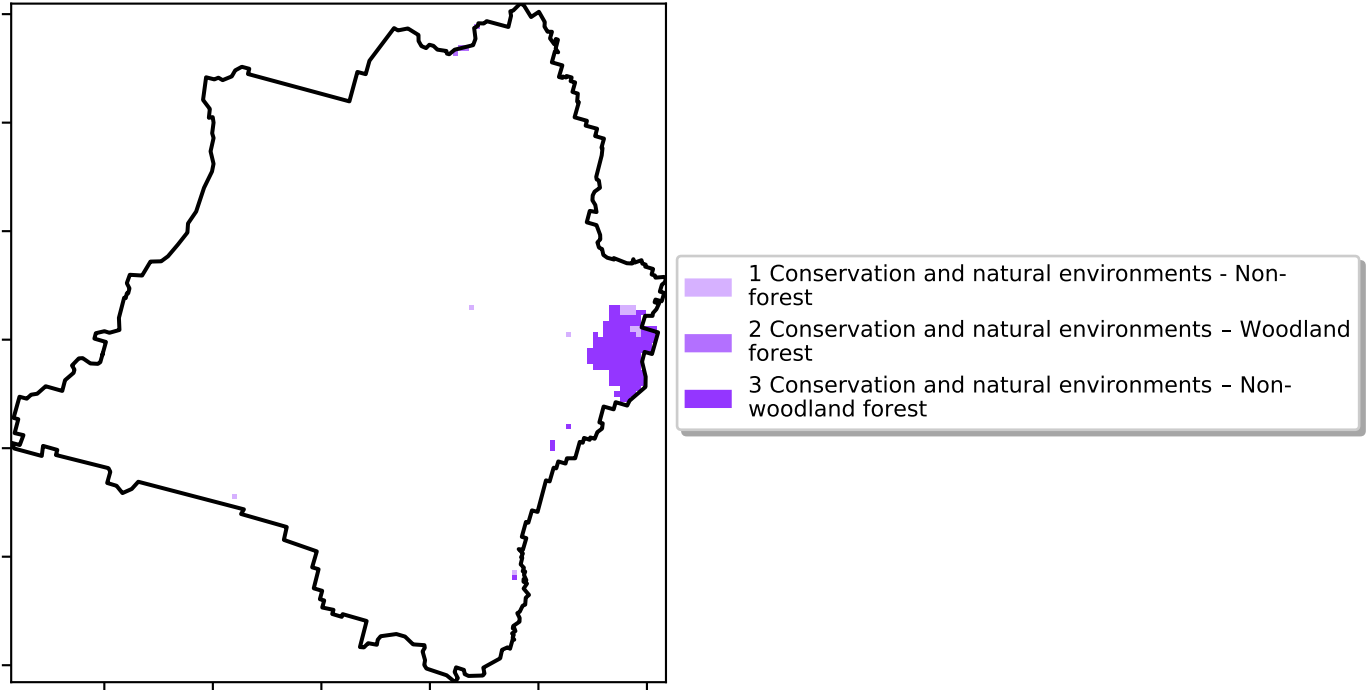 1 Conservation and natural environments - Non-
forest
2 Conservation and natural environments – Woodland
forest
3 Conservation and natural environments – Non-
woodland forest